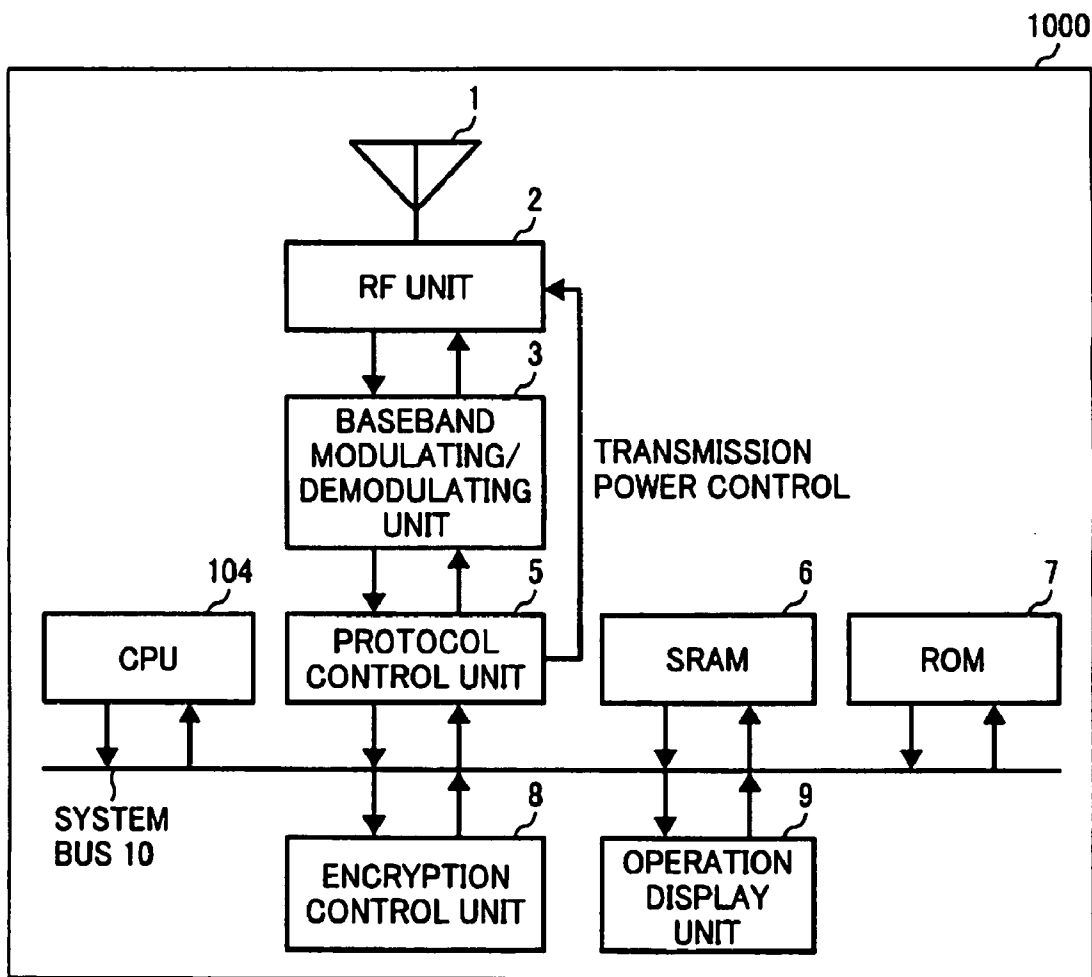 1000
1
2
RF UNIT
3
BASEBAND
MODULATING/
DEMODULATING
UNIT
TRANSMISSION
POWER CONTROL
104
CPU
5
PROTOCOL
CONTROL UNIT
6
SRAM
7
ROM
SYSTEM
BUS 10
8
ENCRYPTION
CONTROL UNIT
9
OPERATION
DISPLAY
UNIT